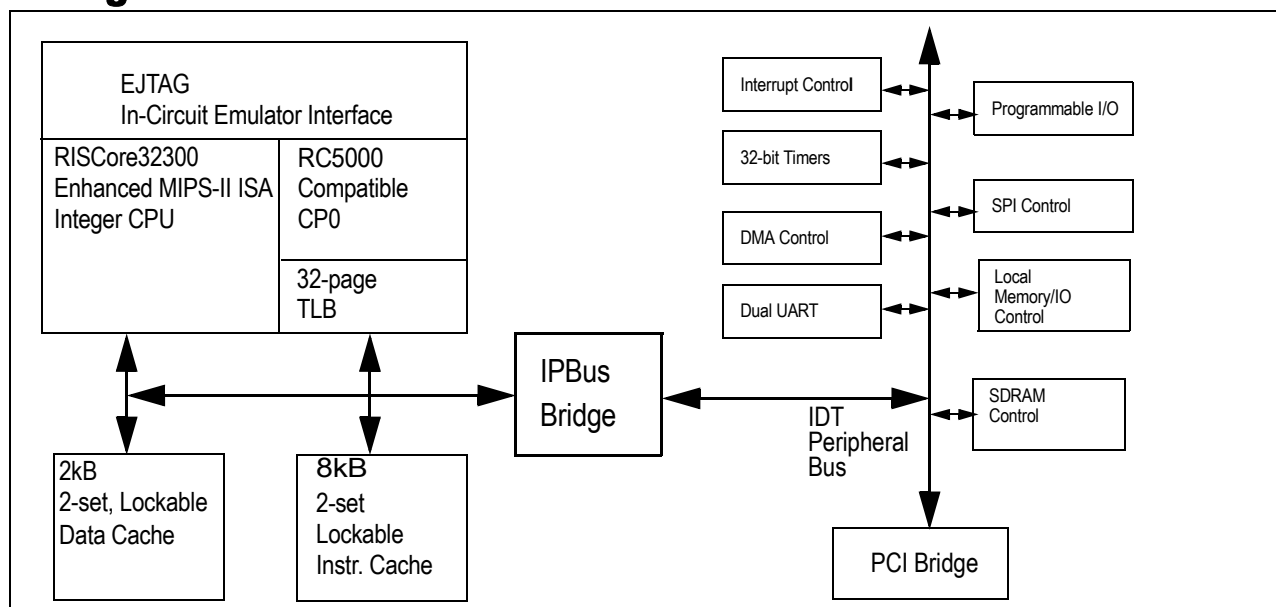 EJTAG
In-Circuit Emulator Interface
RISCore32300
Enhanced MIPS-II ISA
Integer CPU
RC5000
Compatible
CP0
32-page
TLB
2kB
2-set, Lockable
Data Cache
8kB
2-set
Lockable
Instr. Cache
IPBus
Bridge
IDT
Peripheral
Bus
Interrupt Control
32-bit Timers
DMA Control
Dual UART
Programmable I/O
SPI Control
Local
Memory/IO
Control
SDRAM
Control
PCI Bridge